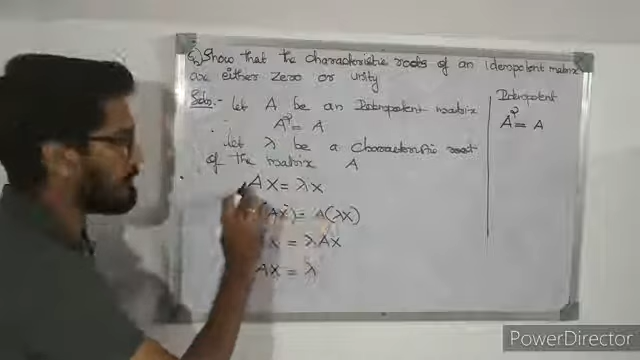 Q) Show that the characteristic roots of an Idempotent matrix
are either zero or unity
Soln:- Let A be an Idempotent matrix
∴ A² = A
Let λ be a characteristic root
of the matrix A
AX = λX
(AX) = A(λX)
X = λAX
AX = λ
Idempotent
A² = A
PowerDirector